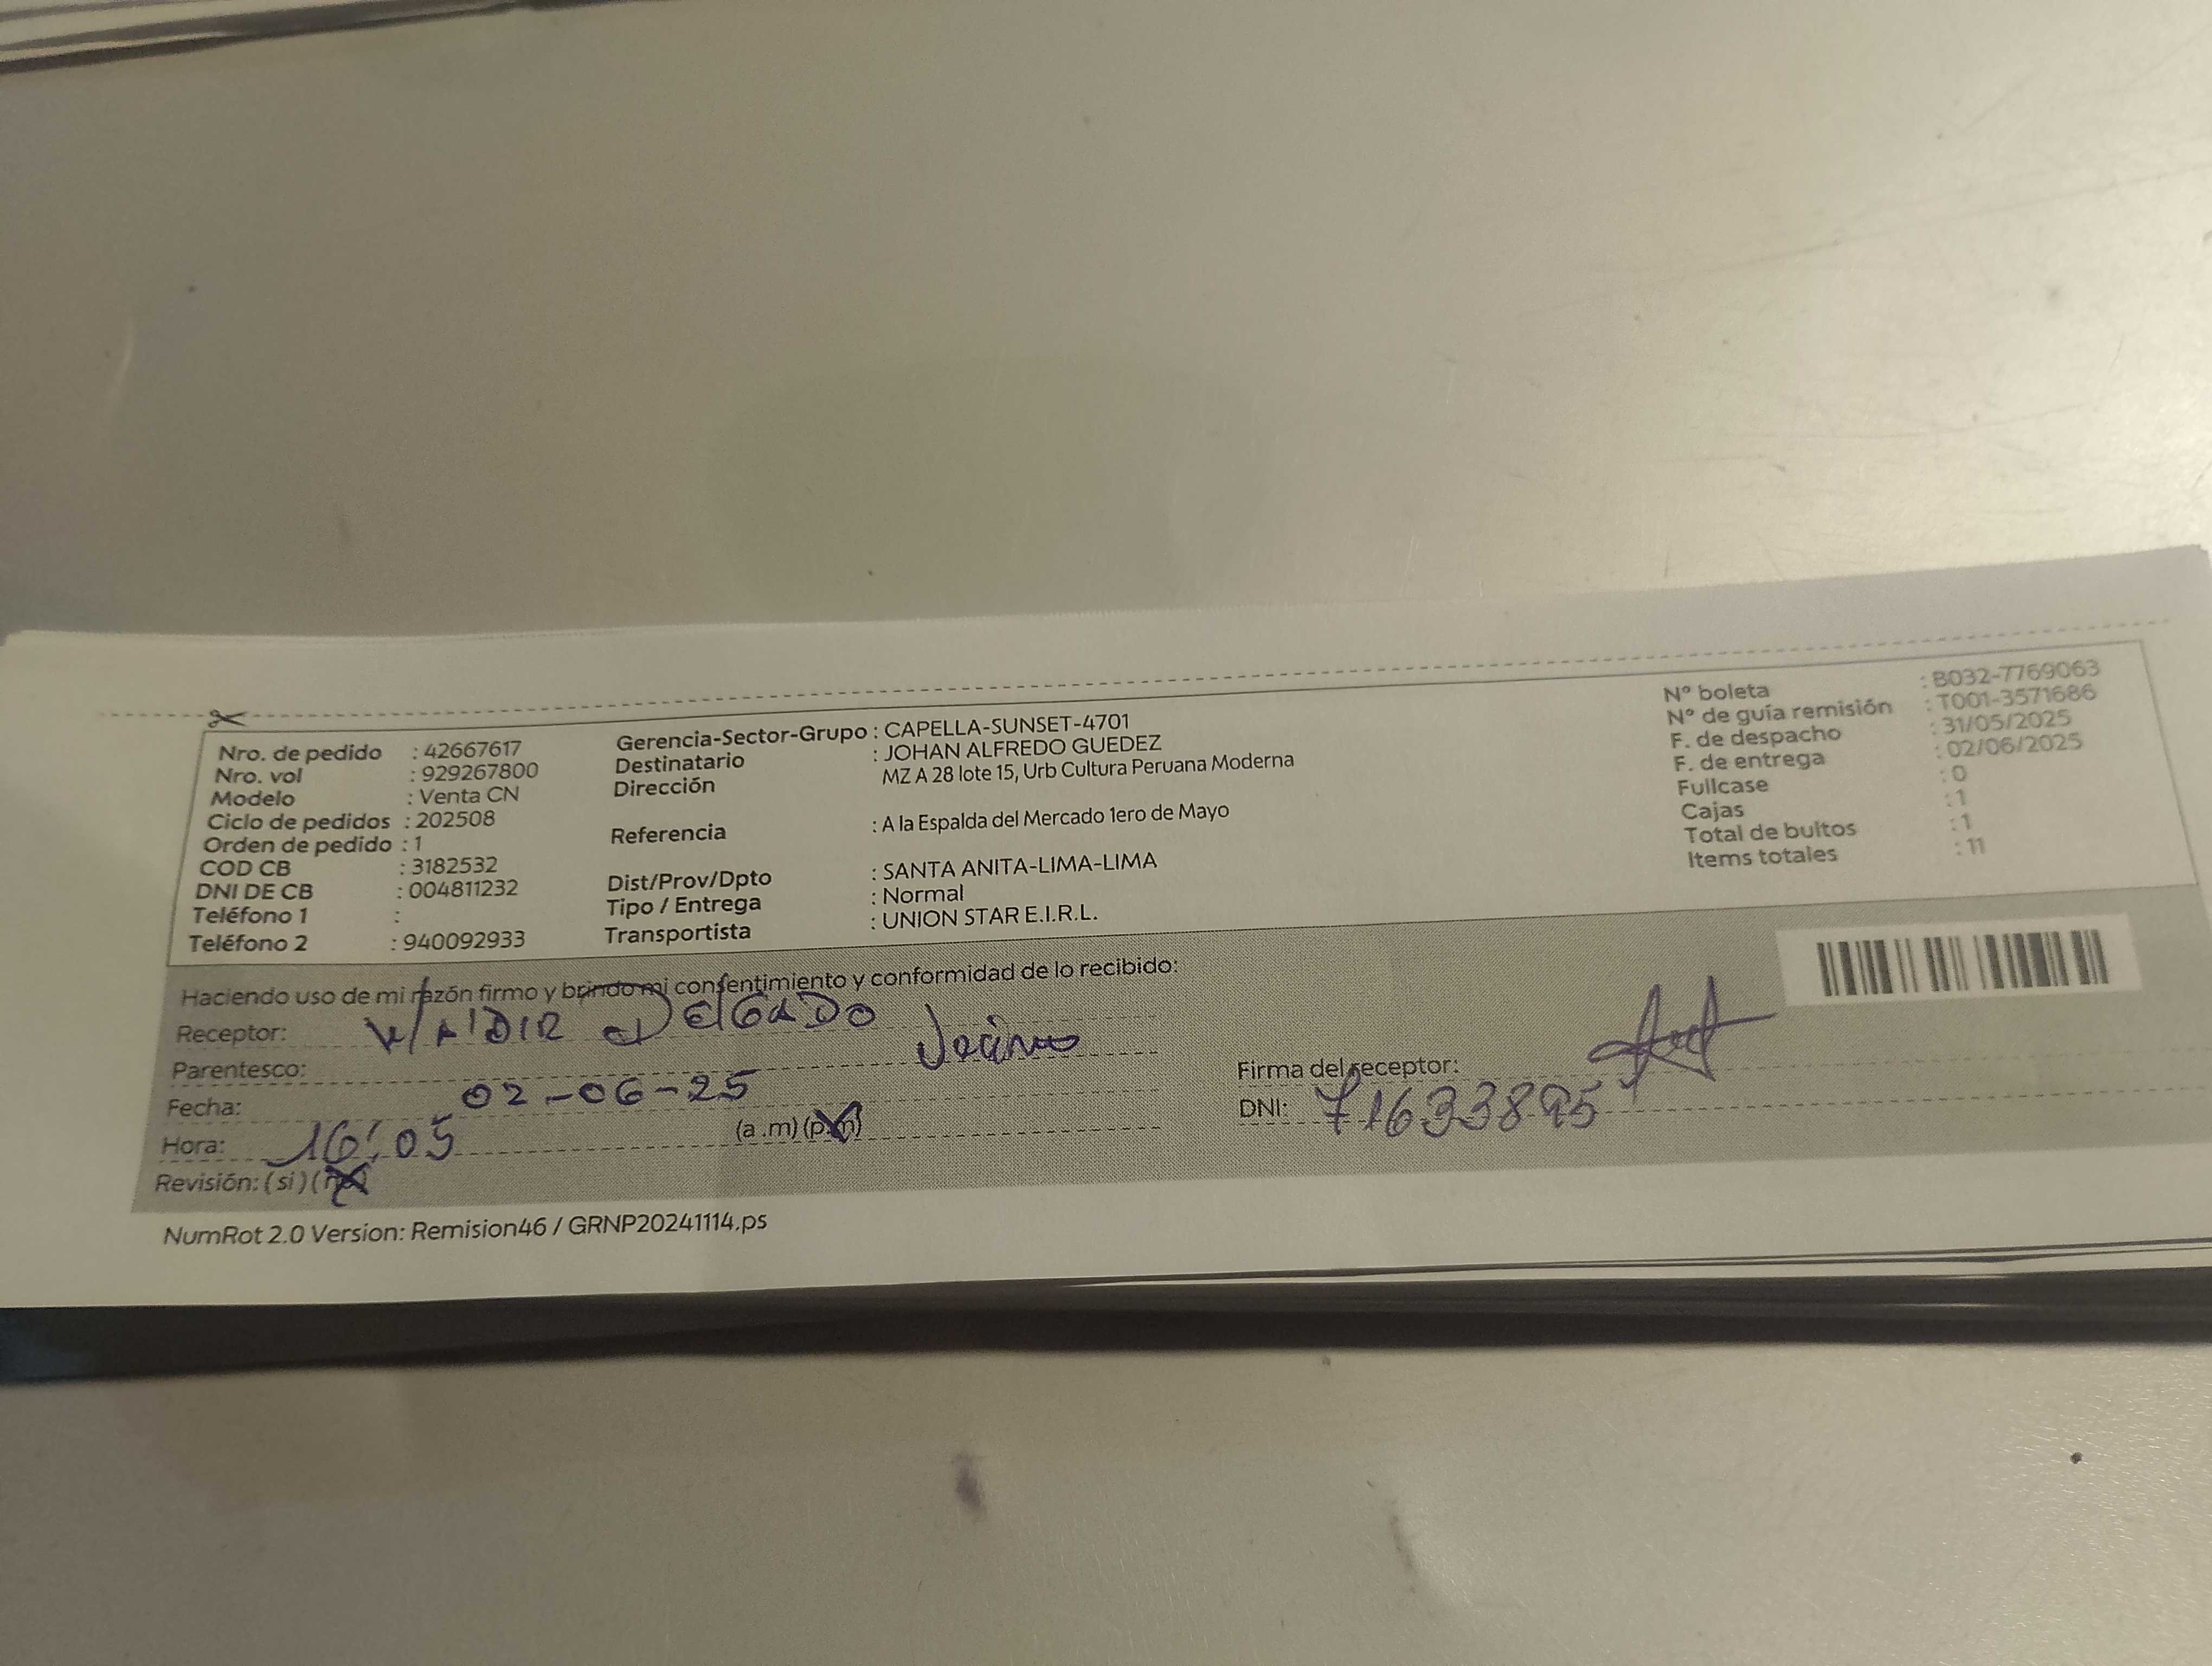 Nro. de pedido : 42667617
Nro. vol : 929267800
Modelo : Venta CN
Ciclo de pedidos : 202508
Orden de pedido : 1
COD CB : 3182532
DNI DE CB : 004811232
Teléfono 1 :
Teléfono 2 : 940092933
Gerencia-Sector-Grupo : CAPELLA-SUNSET-4701
Destinatario : JOHAN ALFREDO GUEDEZ
Dirección MZ A 28 lote 15, Urb Cultura Peruana Moderna
Referencia : A la Espalda del Mercado 1ero de Mayo
Dist/Prov/Dpto : SANTA ANITA-LIMA-LIMA
Tipo / Entrega : Normal
Transportista : UNION STAR E.I.R.L.
N° boleta : B032-7769063
N° de guía remisión : T001-3571686
F. de despacho : 31/05/2025
F. de entrega : 02/06/2025
Fullcase : 0
Cajas : 1
Total de bultos : 1
Items totales : 11
Haciendo uso de mi razón firmo y brindo mi consentimiento y conformidad de lo recibido:
Receptor: DELGADO
Parentesco: Vecino
Fecha: 02-06-25
Hora: 16:05 (a.m) (p.m)
Revisión: (si) (no)
Firma del receptor:
DNI: 71633895
NumRot 2.0 Version: Remision46 / GRNP20241114.ps